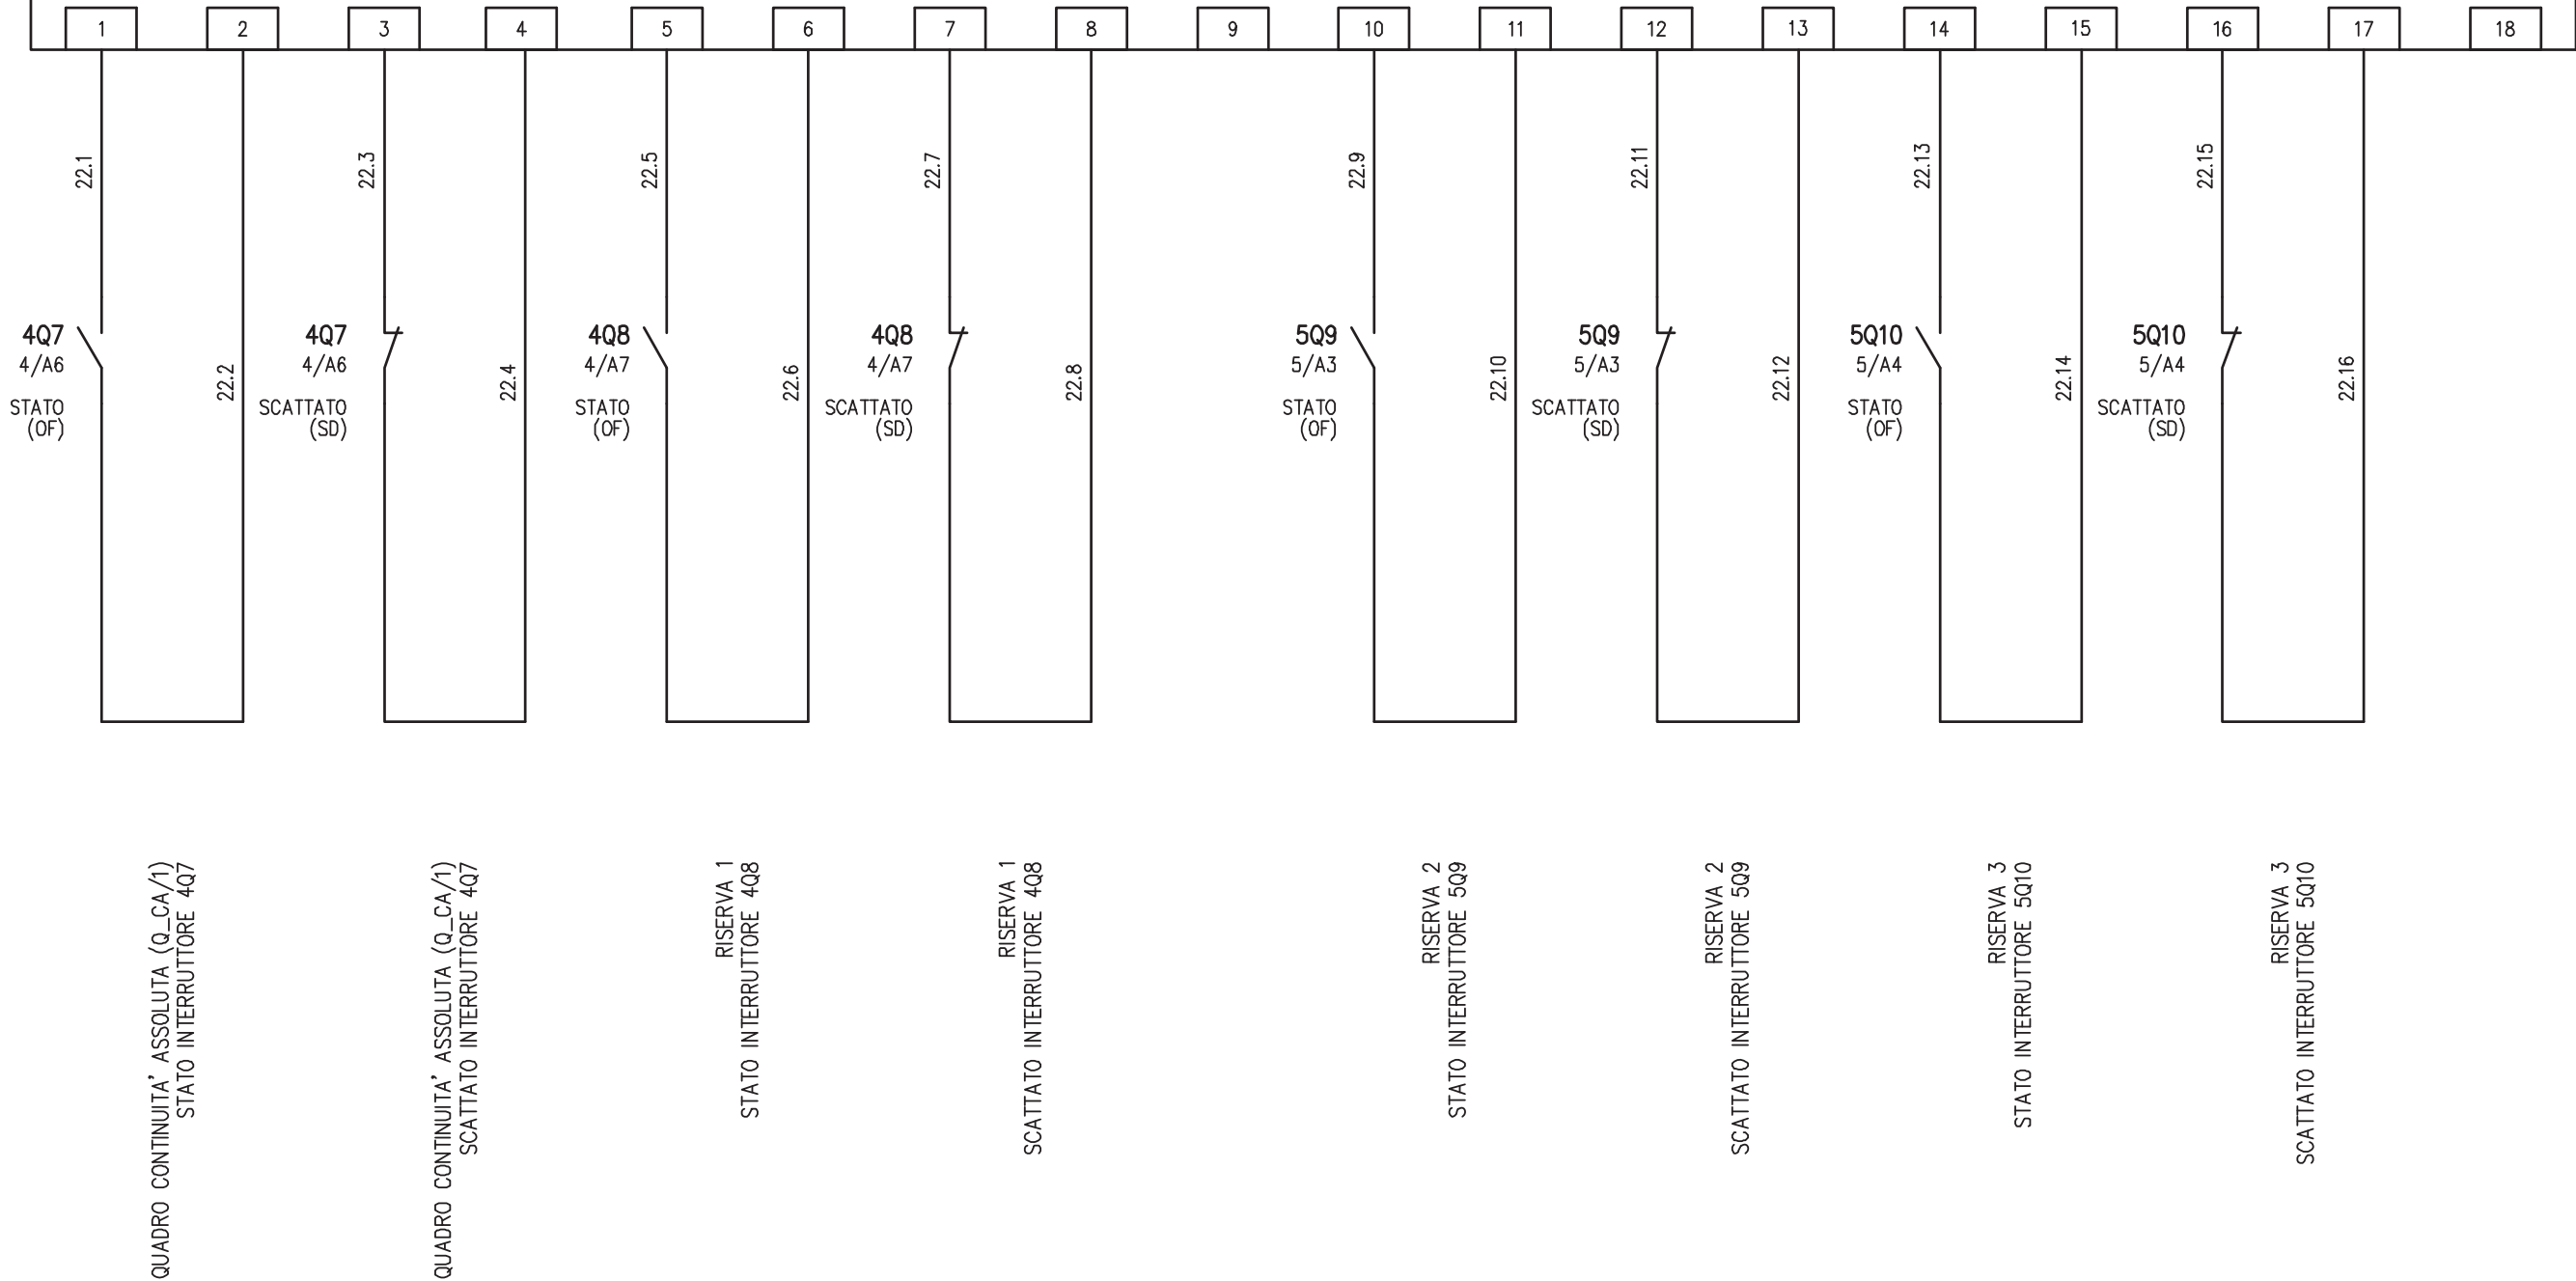 1
2
3
4
5
6
7
8
9
10
11
12
13
14
15
16
17
18
22.1
22.3
22.5
22.7
22.9
22.11
22.13
22.15
4Q7
4/A6
STATO
(OF)
22.2
4Q7
4/A6
SCATTATO
(SD)
22.4
4Q8
4/A7
STATO
(OF)
22.6
4Q8
4/A7
SCATTATO
(SD)
22.8
5Q9
5/A3
STATO
(OF)
22.10
5Q9
5/A3
SCATTATO
(SD)
22.12
5Q10
5/A4
STATO
(OF)
22.14
5Q10
5/A4
SCATTATO
(SD)
22.16
QUADRO CONTINUITA' ASSOLUTA (Q_CA/1)
STATO INTERRUTTORE 4Q7
QUADRO CONTINUITA' ASSOLUTA (Q_CA/1)
SCATTATO INTERRUTTORE 4Q7
RISERVA 1
STATO INTERRUTTORE 4Q8
RISERVA 1
SCATTATO INTERRUTTORE 4Q8
RISERVA 2
STATO INTERRUTTORE 5Q9
RISERVA 2
SCATTATO INTERRUTTORE 5Q9
RISERVA 3
STATO INTERRUTTORE 5Q10
RISERVA 3
SCATTATO INTERRUTTORE 5Q10